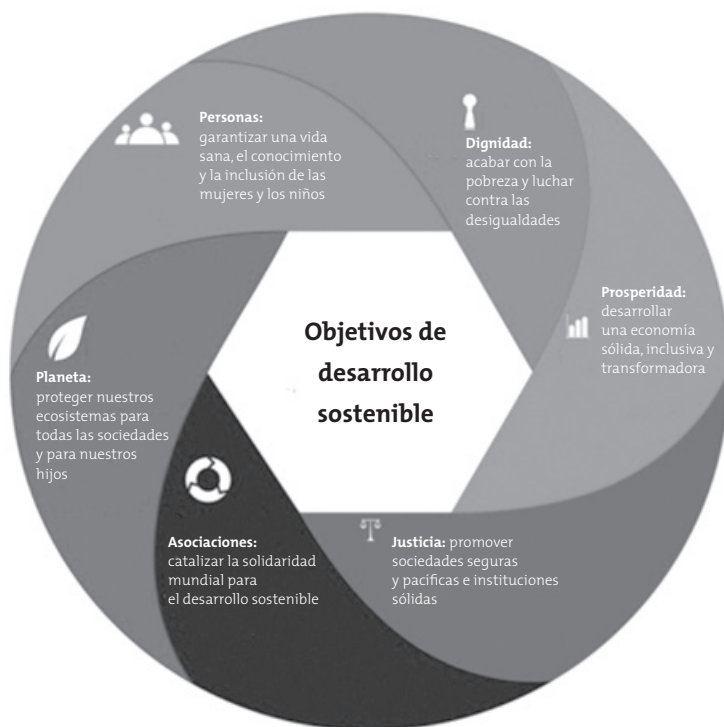 Personas:
garantizar una vida
sana, el conocimiento
y la inclusión de las
mujeres y los niños
Dignidad:
acabar con la
pobreza y luchar
contra las
desigualdades
Prosperidad:
desarrollar
una economía
sólida, inclusiva y
transformadora
Objetivos de
desarrollo
sostenible
Planeta:
proteger nuestros
ecosistemas para
todas las sociedades
y para nuestros
hijos
Asociaciones:
catalizar la solidaridad
mundial para
el desarrollo sostenible
Justicia: promover
sociedades seguras
y pacíficas e instituciones
sólidas